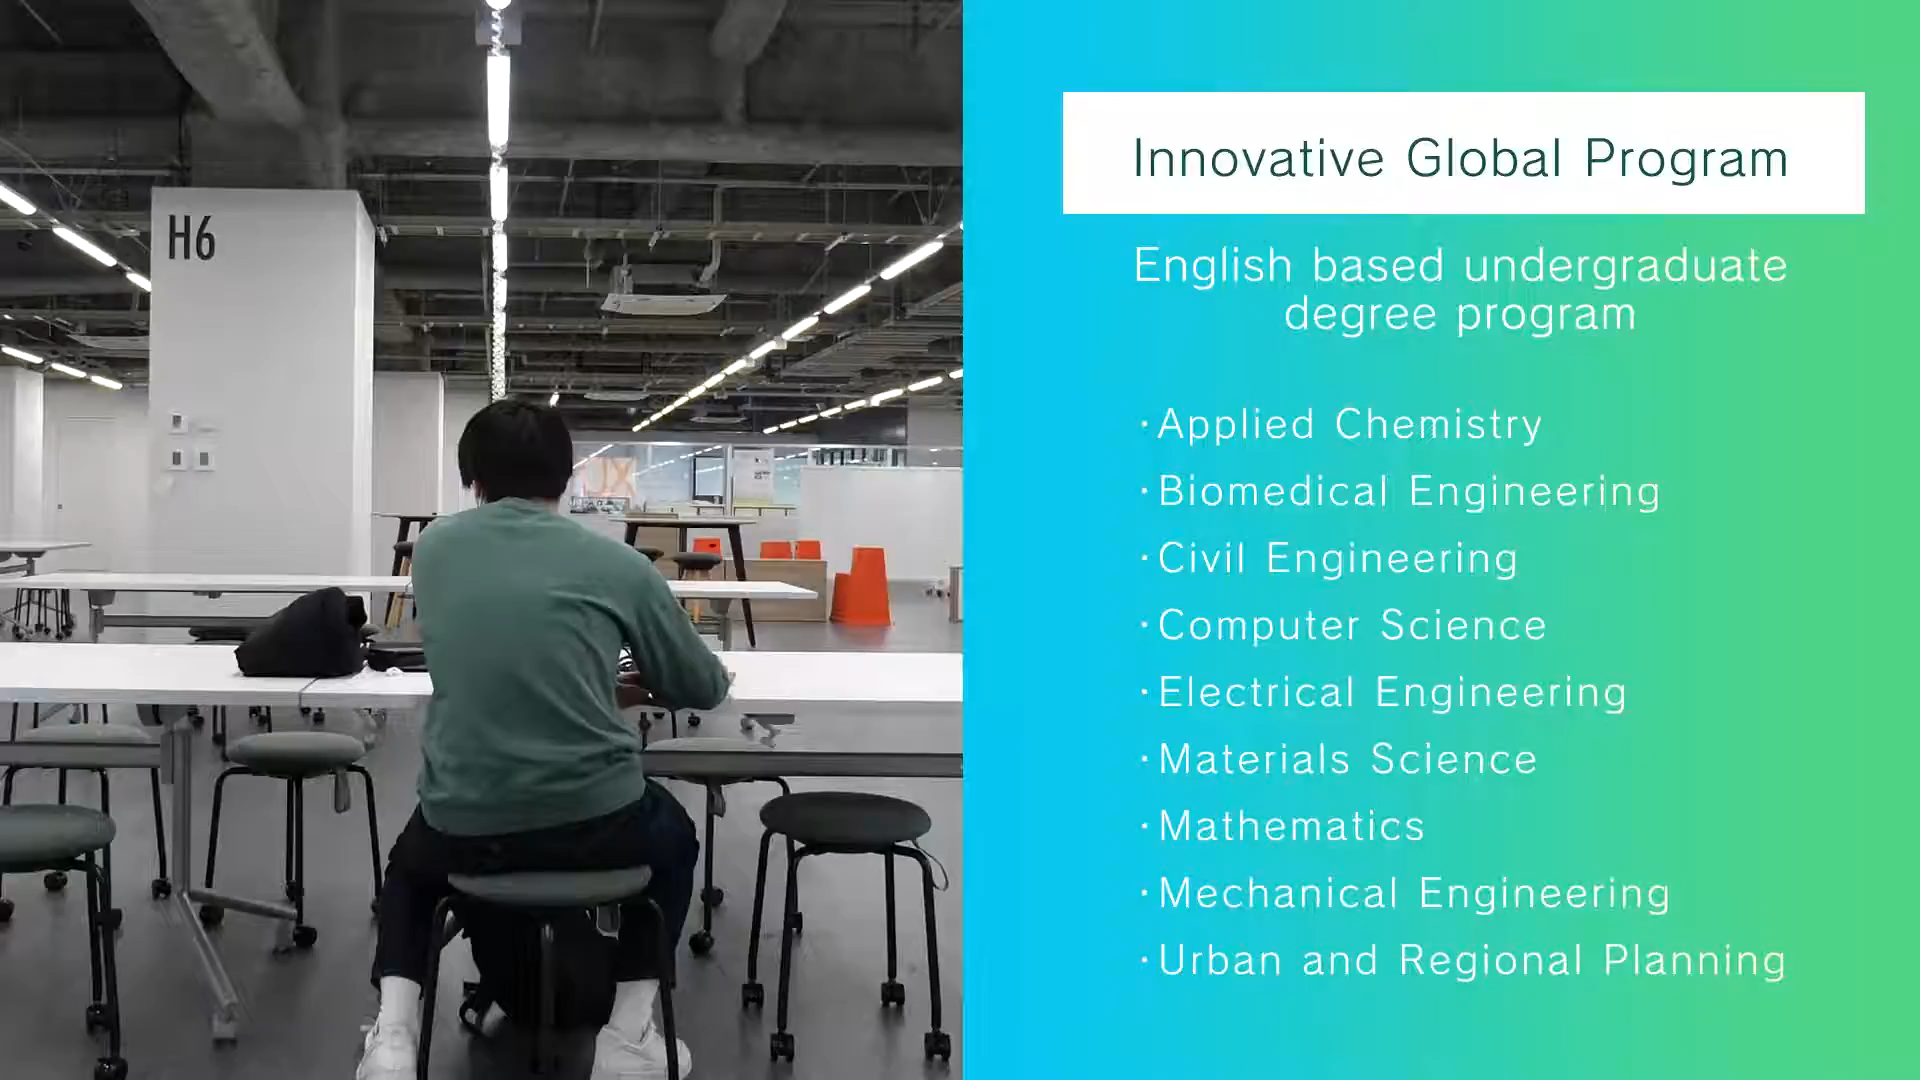 H6
UX
Innovative Global Program
English based undergraduate
degree program
・Applied Chemistry
・Biomedical Engineering
・Civil Engineering
・Computer Science
・Electrical Engineering
・Materials Science
・Mathematics
・Mechanical Engineering
・Urban and Regional Planning